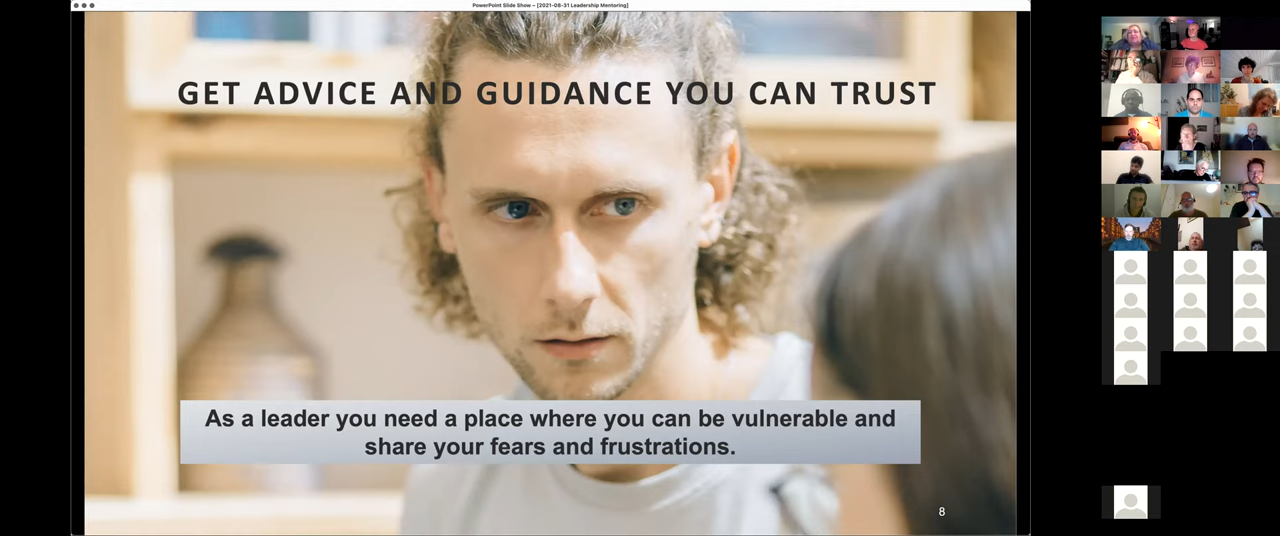 PowerPoint Slide Show - [2021-08-31 Leadership Mentoring]
GET ADVICE AND GUIDANCE YOU CAN TRUST
As a leader you need a place where you can be vulnerable and
share your fears and frustrations.
8